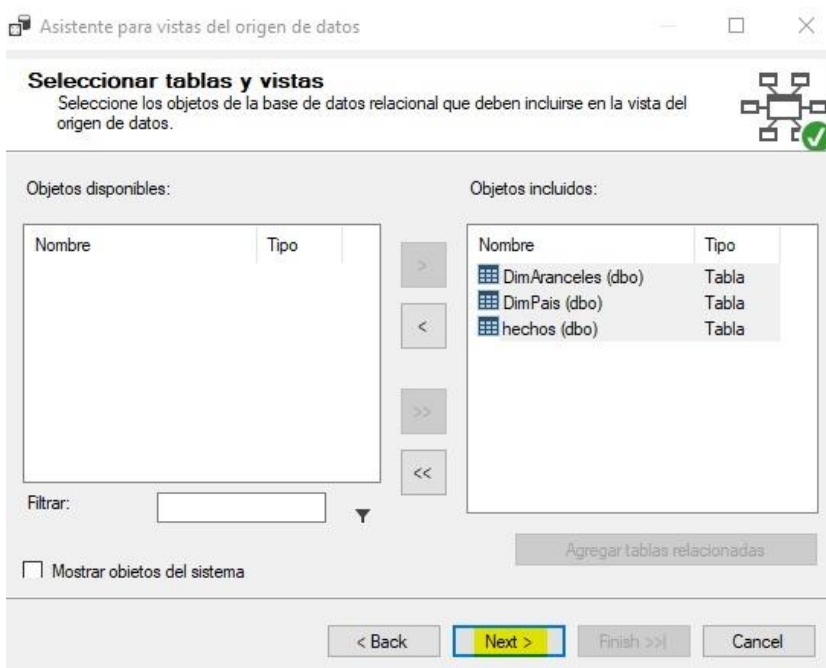 Asistente para vistas del origen de datos
Seleccionar tablas y vistas
Seleccione los objetos de la base de datos relacional que deben incluirse en la vista del
origen de datos.
Objetos disponibles:
Nombre Tipo
>
<
>>
<<
Filtrar:
Mostrar objetos del sistema
Objetos incluidos:
Nombre Tipo
DimAranceles (dbo) Tabla
DimPais (dbo) Tabla
hechos (dbo) Tabla
Agregar tablas relacionadas
< Back Next > Finish >>| Cancel